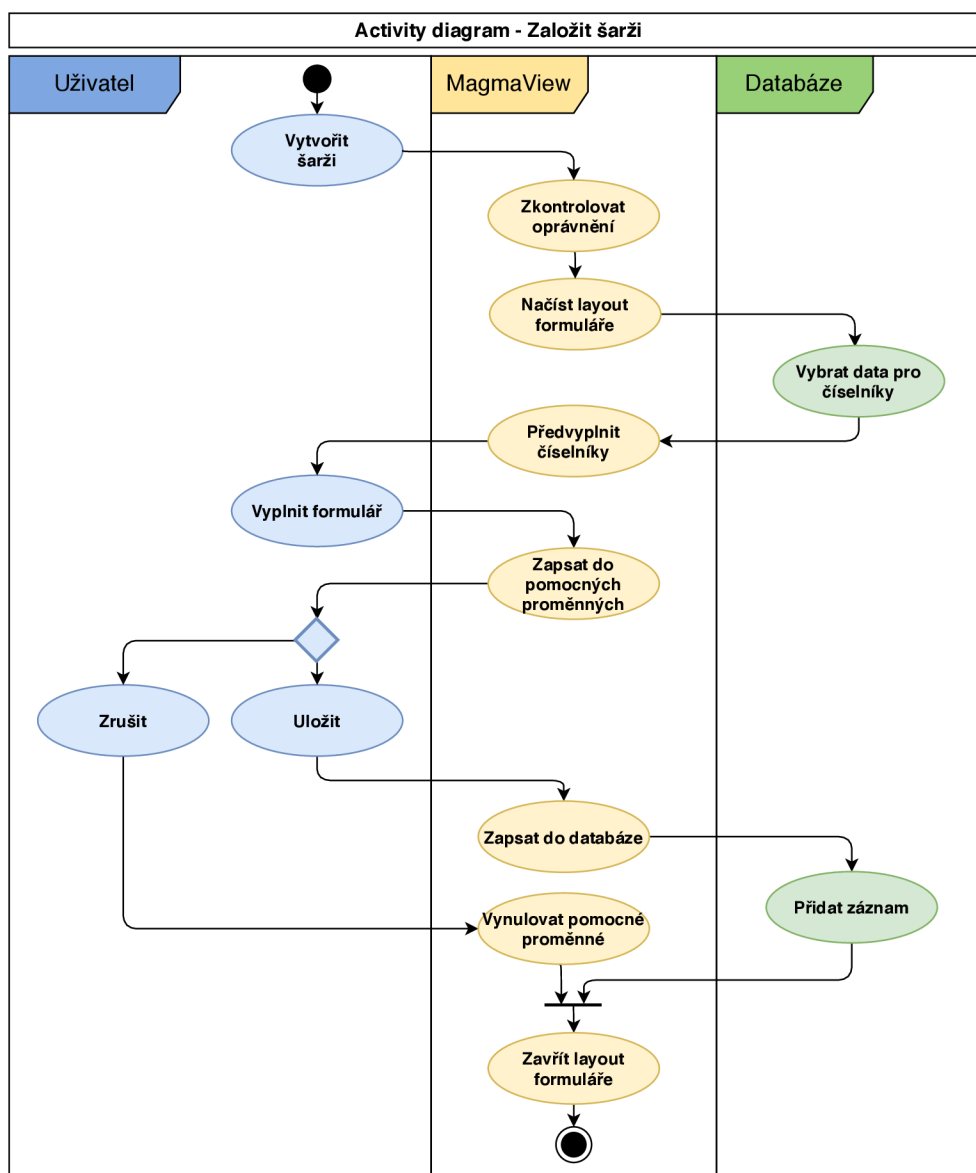 Activity diagram - Založit šarži
Uživatel
MagmaView
Databáze
Vytvořit
šarži
Zkontrolovat
oprávnění
Načíst layout
formuláře
Vybrat data pro
číselníky
Předvyplnit
číselníky
Vyplnit formulář
Zapsat do
pomocných
proměnných
Zrušit
Uložit
Zapsat do databáze
Přidat záznam
Vynulovat pomocné
proměnné
Zavřít layout
formuláře